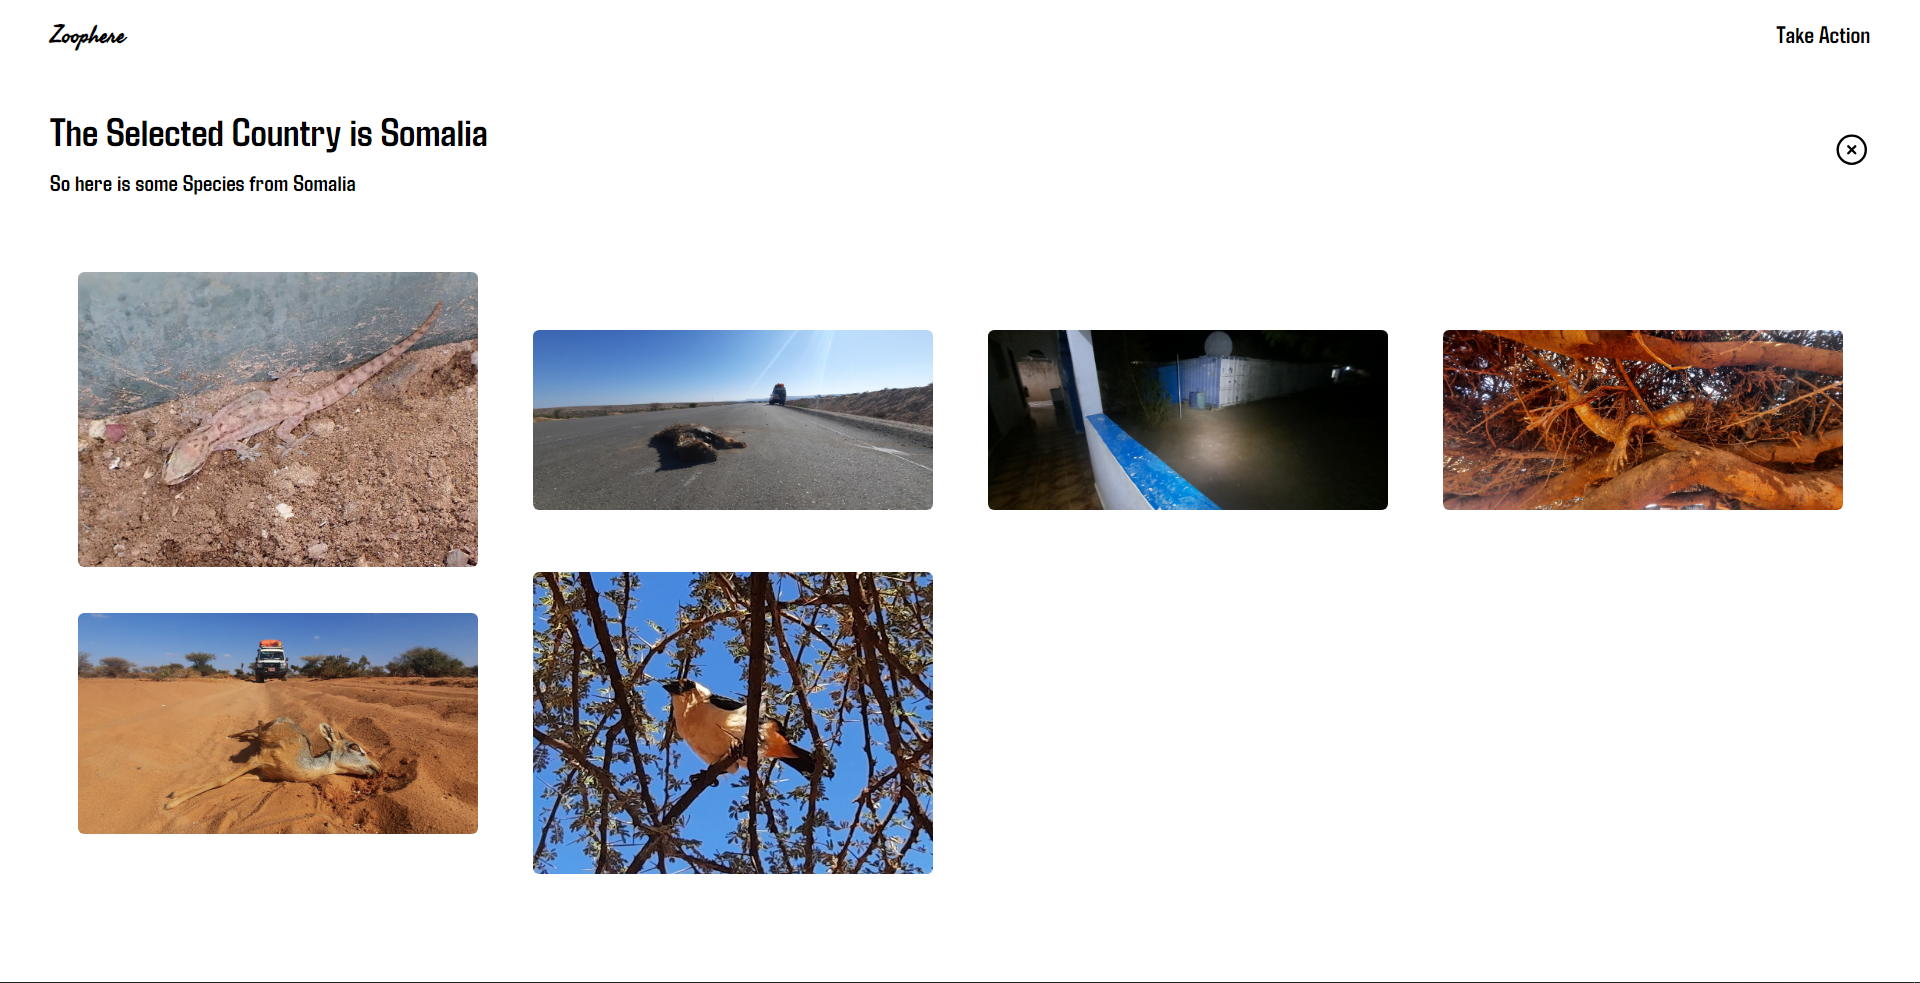 Zoophere
Take Action
The Selected Country is Somalia
So here is some Species from Somalia